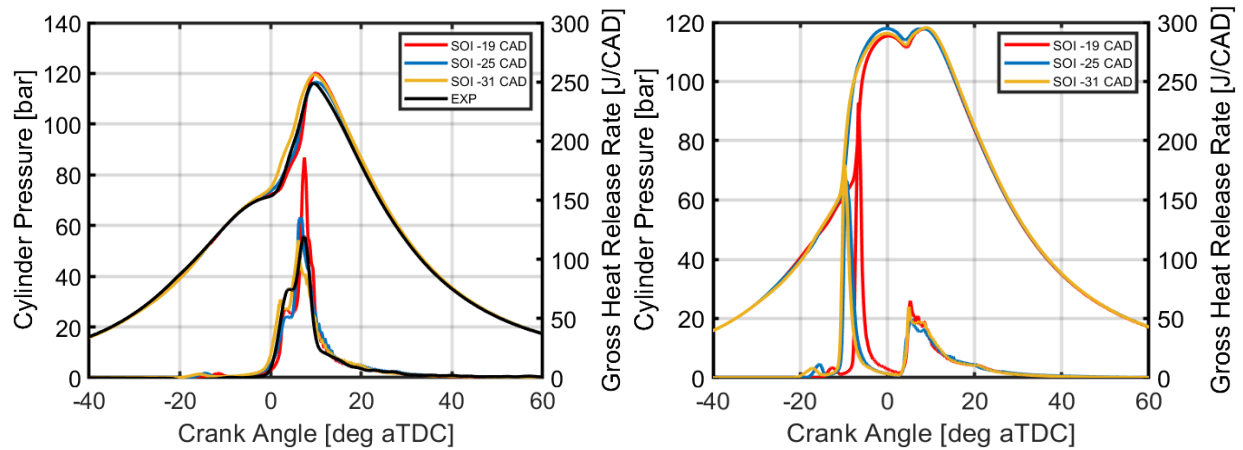 Cylinder Pressure [bar]
140
120
100
80
60
40
20
0
SOI -19 CAD
SOI -25 CAD
SOI -31 CAD
EXP
300
250
200
150
100
50
0
Gross Heat Release Rate [J/CAD]
-40 -20 0 20 40 60
Crank Angle [deg aTDC]
Cylinder Pressure [bar]
120
100
80
60
40
20
0
SOI -19 CAD
SOI -25 CAD
SOI -31 CAD
300
250
200
150
100
50
0
Gross Heat Release Rate [J/CAD]
-40 -20 0 20 40 60
Crank Angle [deg aTDC]